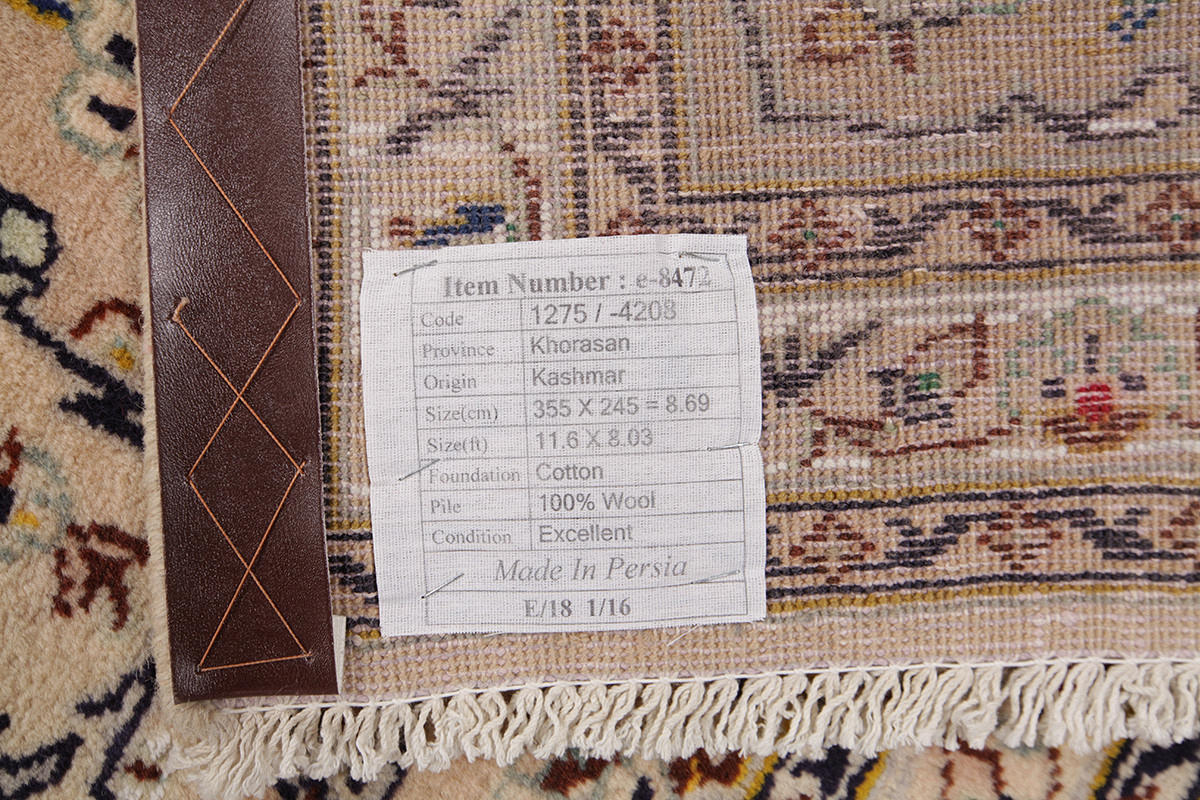 Item Number : e-8472
Code 1275 / -4208
Province Khorasan
Origin Kashmar
Size(cm) 355 X 245 = 8.69
Size(ft) 11.6 X 8.03
Foundation Cotton
Pile 100% Wool
Condition Excellent
Made In Persia
E/18 1/16